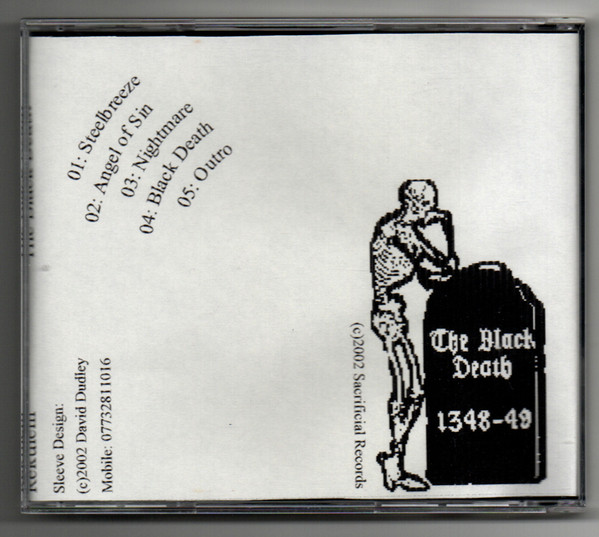 01: Steelbreeze
02: Angel of Sin
03: Nightmare
04: Black Death
05: Outro
The Black
Death
1348-49
(c)2002 Sacrificial Records
Sleeve Design:
(c)2002 David Dudley
Mobile: 07732811016